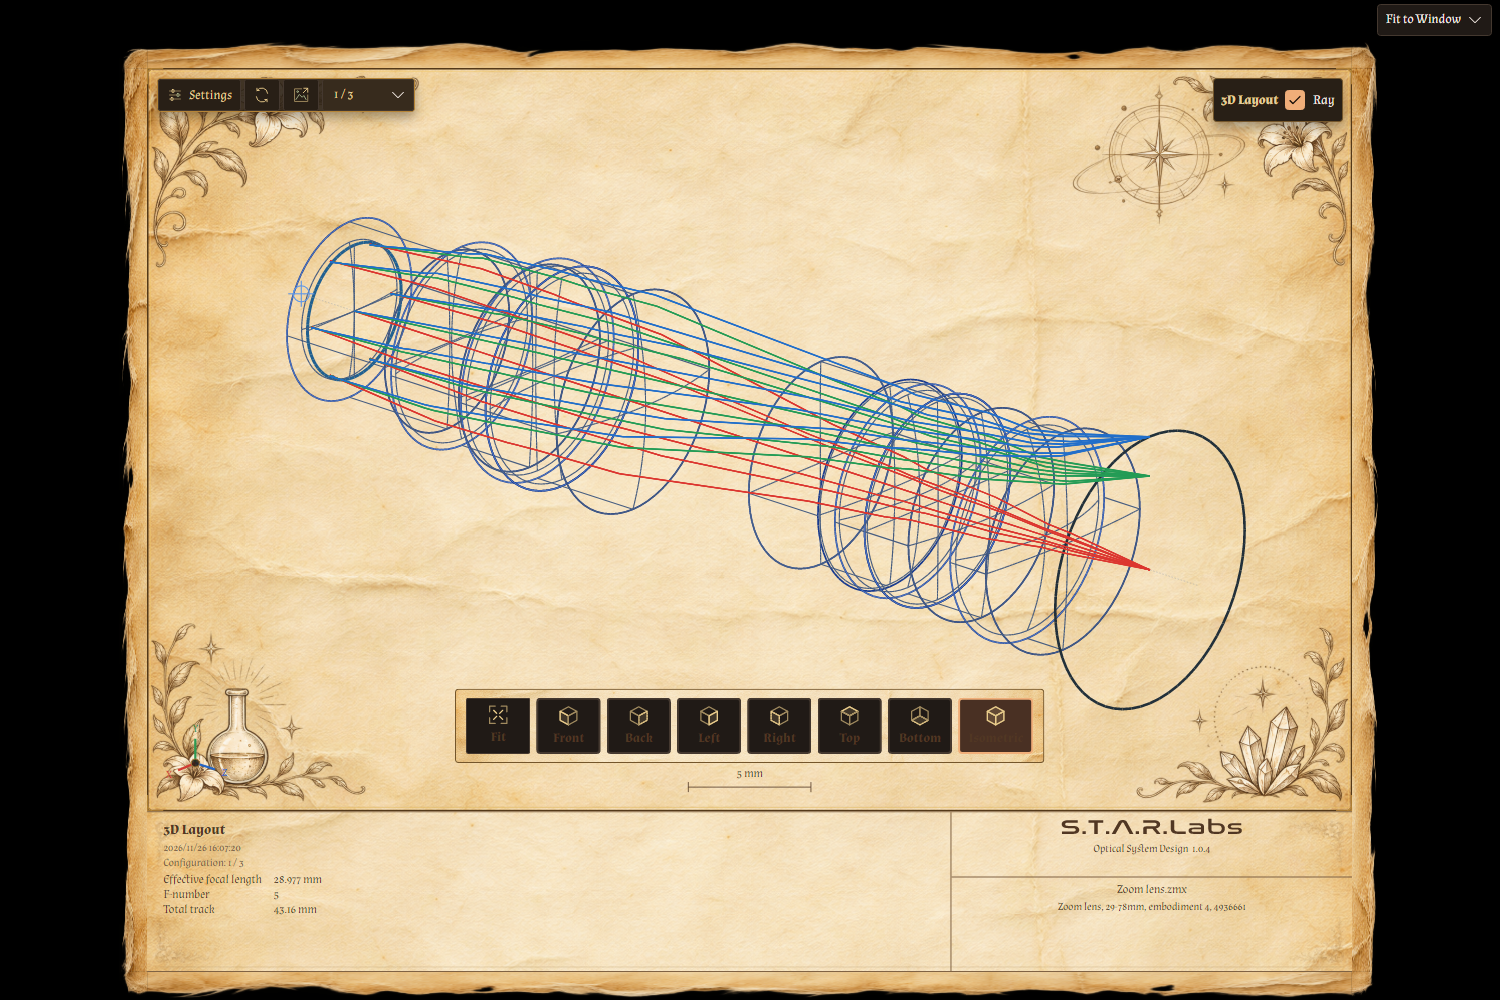 Fit to Window
Settings
1 / 3
3D Layout
Ray
Fit
Front
Back
Left
Right
Top
Bottom
5 mm
3D Layout
2026/11/26 16:07:20
Configuration: 1 / 3
Effective focal length 28.977 mm
F-number 5
Total track 43.16 mm
S.T.A.R.Labs
Optical System Design 1.0.4
Zoom lens.zmx
Zoom lens, 29-78mm, embodiment 4, 4936661